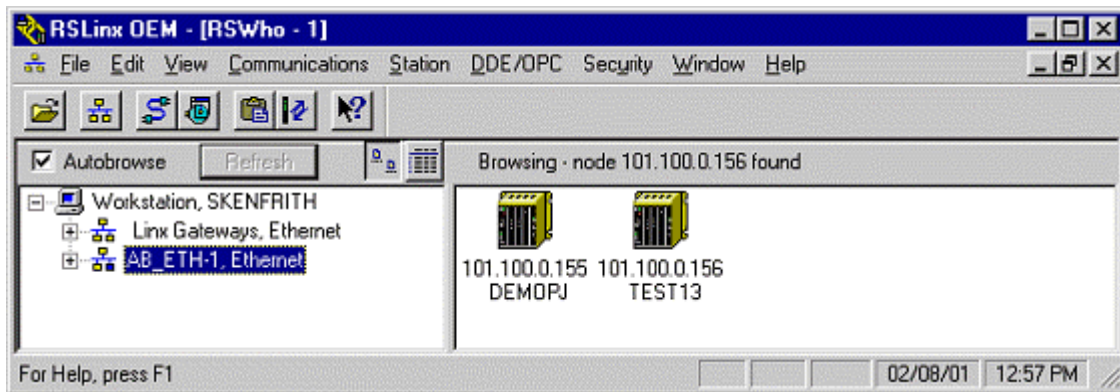 RSLinx OEM - [RSWho - 1]
File Edit View Communications Station DDE/OPC Security Window Help
Autobrowse Refresh Browsing - node 101.100.0.156 found
Workstation, SKENFRITH
Linx Gateways, Ethernet
AB_ETH-1, Ethernet
101.100.0.155 101.100.0.156
DEMOPJ TEST13
For Help, press F1 02/08/01 12:57 PM